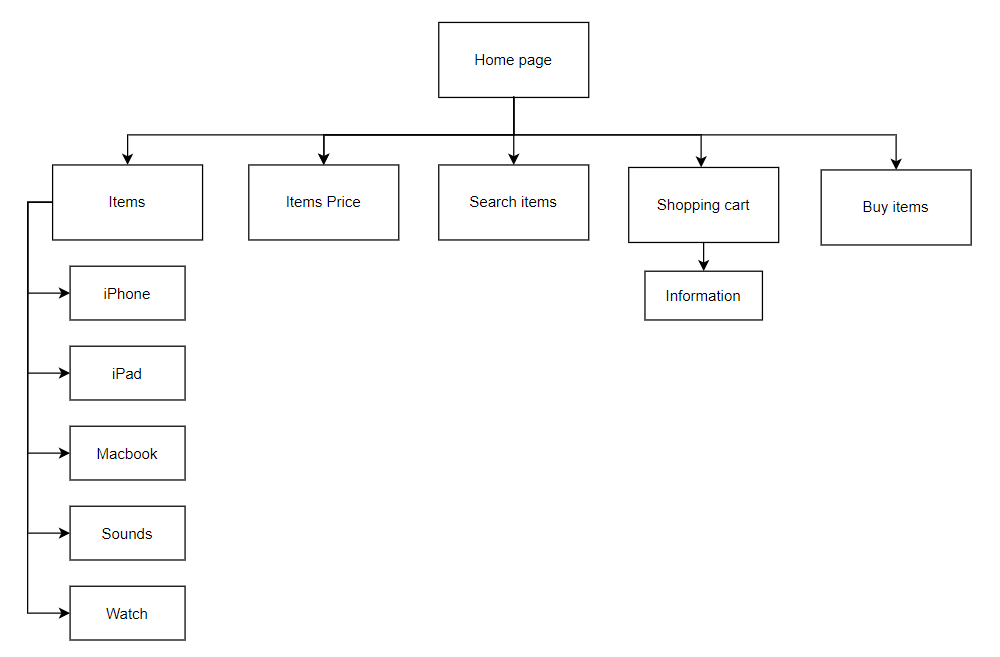 Home page
Items
Items Price
Search items
Shopping cart
Buy items
Information
iPhone
iPad
Macbook
Sounds
Watch